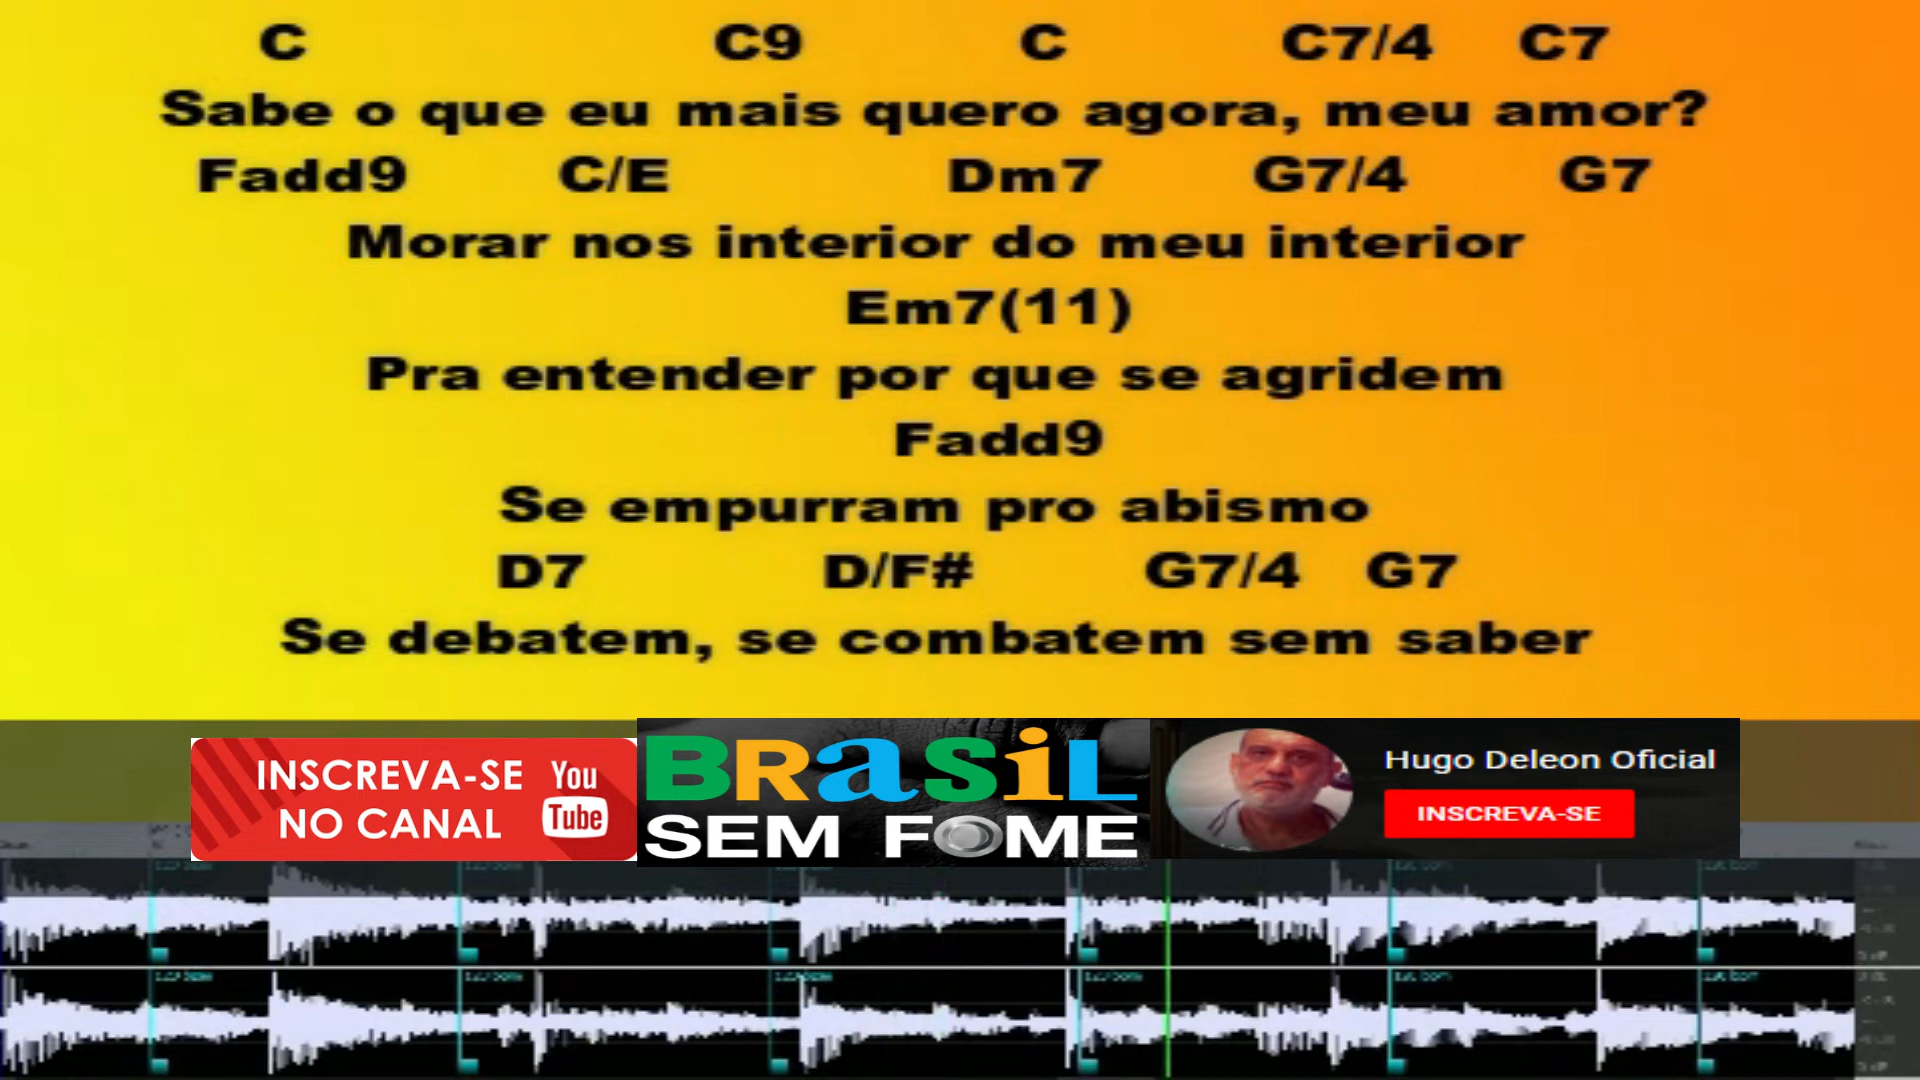 C C9 C C7/4 C7
Sabe o que eu mais quero agora, meu amor?
Fadd9 C/E Dm7 G7/4 G7
Morar nos interior do meu interior
Em7(11)
Pra entender por que se agridem
Fadd9
Se empurram pro abismo
D7 D/F# G7/4 G7
Se debatem, se combatem sem saber
INSCREVA-SE
NO CANAL
You
Tube
BRasiL
SEM FOME
Hugo Deleon Oficial
INSCREVA-SE